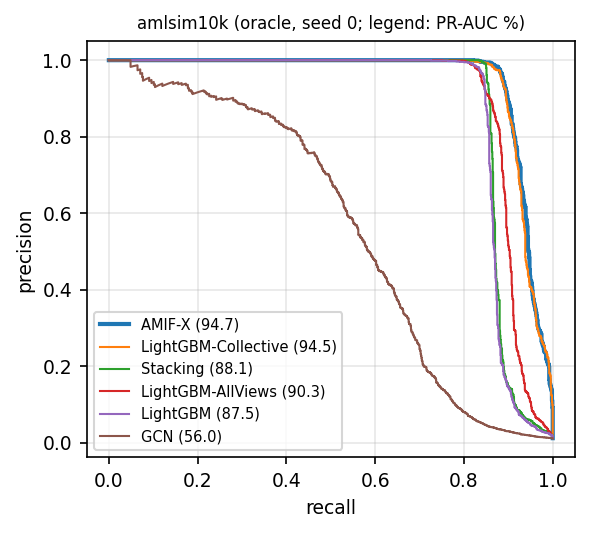 amlsim10k (oracle, seed 0; legend: PR-AUC %)
precision
1.0
0.8
0.6
0.4
0.2
0.0
AMIF-X (94.7)
LightGBM-Collective (94.5)
Stacking (88.1)
LightGBM-AllViews (90.3)
LightGBM (87.5)
GCN (56.0)
0.0 0.2 0.4 0.6 0.8 1.0
recall